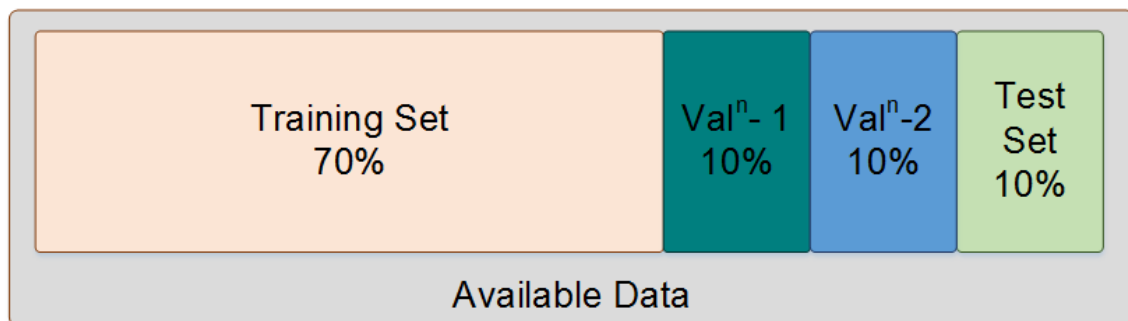 Training Set
70%
Valⁿ- 1
10%
Valⁿ-2
10%
Test
Set
10%
Available Data